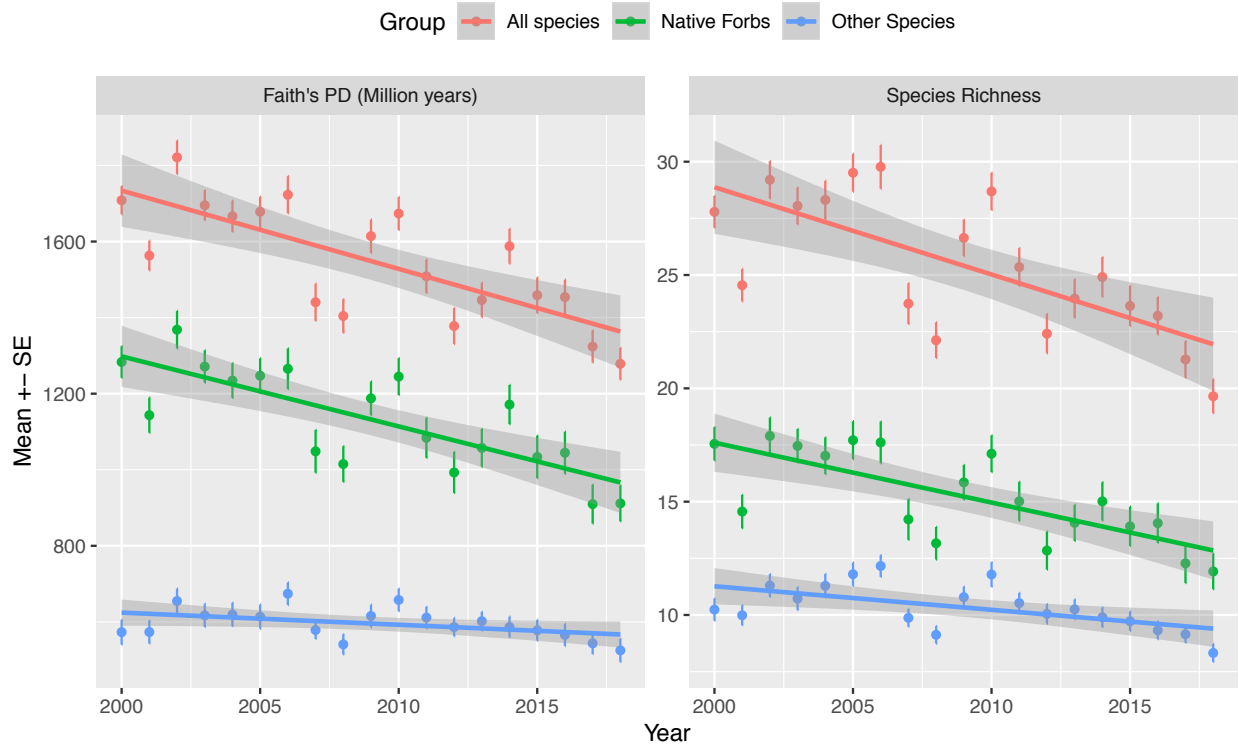 Group All species Native Forbs Other Species
Faith's PD (Million years) Species Richness
Mean +− SE
1600
1200
800
30
25
20
15
10
2000 2005 2010 2015 2000 2005 2010 2015
Year